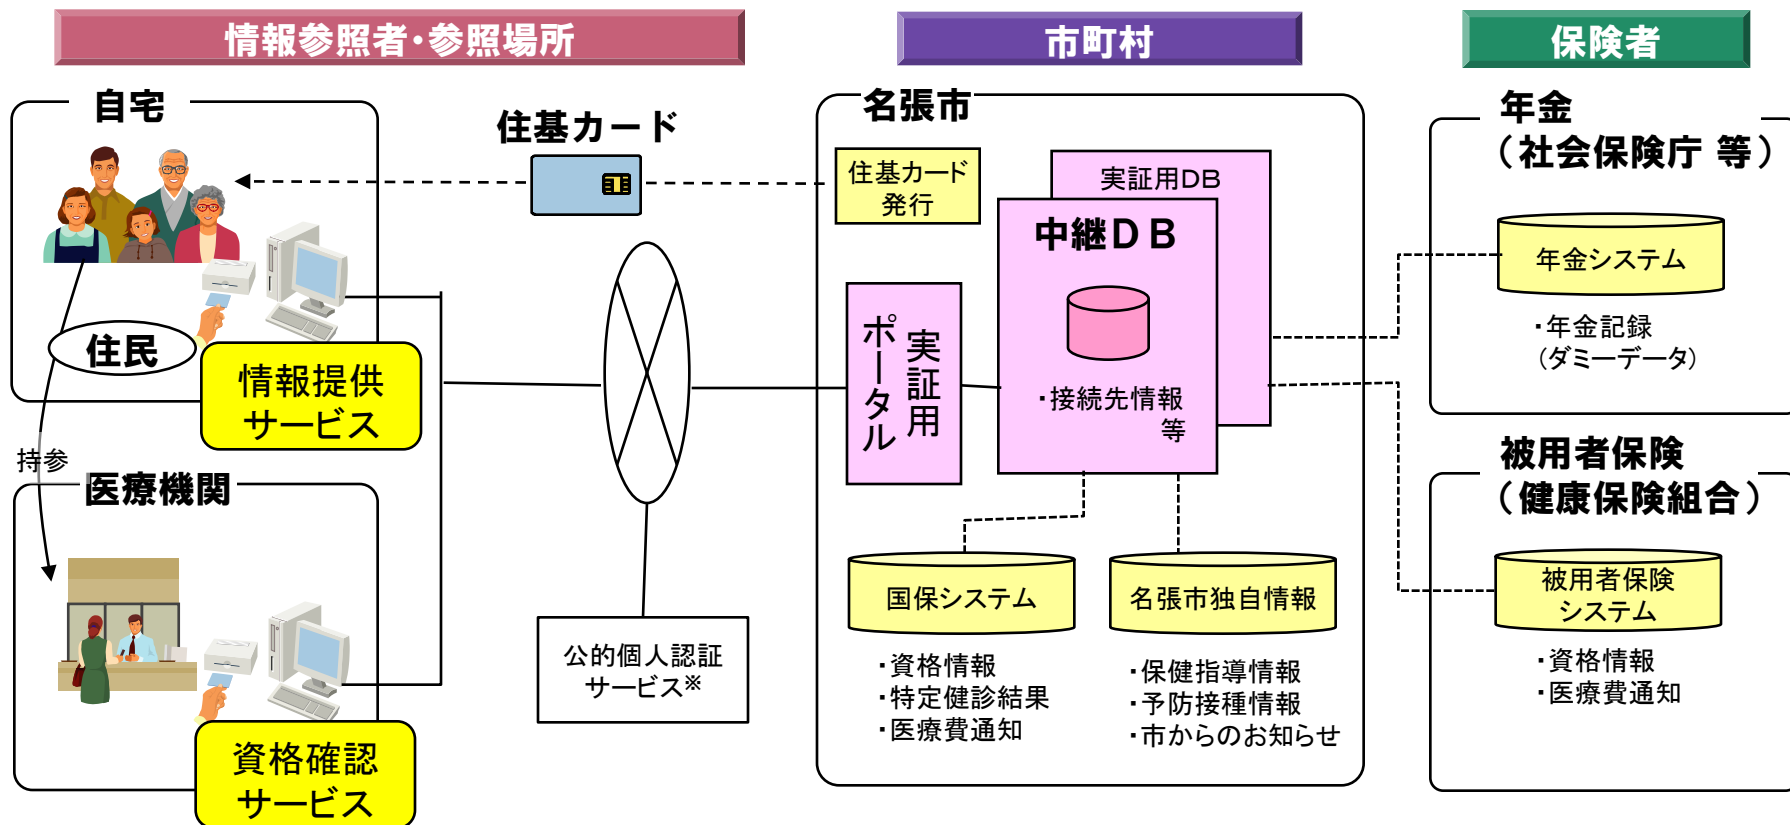 情報参照者・参照場所
市町村
保険者
自宅
住民
情報提供
サービス
持参
医療機関
資格確認
サービス
住基カード
公的個人認証
サービス※
名張市
住基カード
発行
実証用DB
中継DB
・接続先情報
等
実証用
ポータル
国保システム
・資格情報
・特定健診結果
・医療費通知
名張市独自情報
・保健指導情報
・予防接種情報
・市からのお知らせ
年金
（社会保険庁 等）
年金システム
・年金記録
（ダミーデータ）
被用者保険
（健康保険組合）
被用者保険
システム
・資格情報
・医療費通知